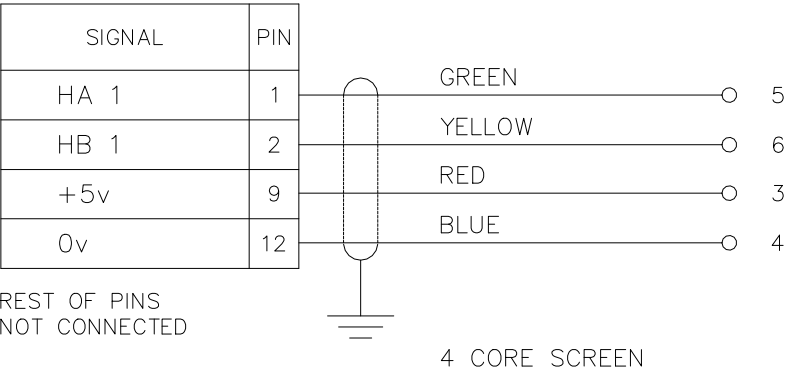 SIGNAL PIN
HA 1 1 GREEN 5
HB 1 2 YELLOW 6
+5v 9 RED 3
0v 12 BLUE 4
REST OF PINS
NOT CONNECTED
4 CORE SCREEN